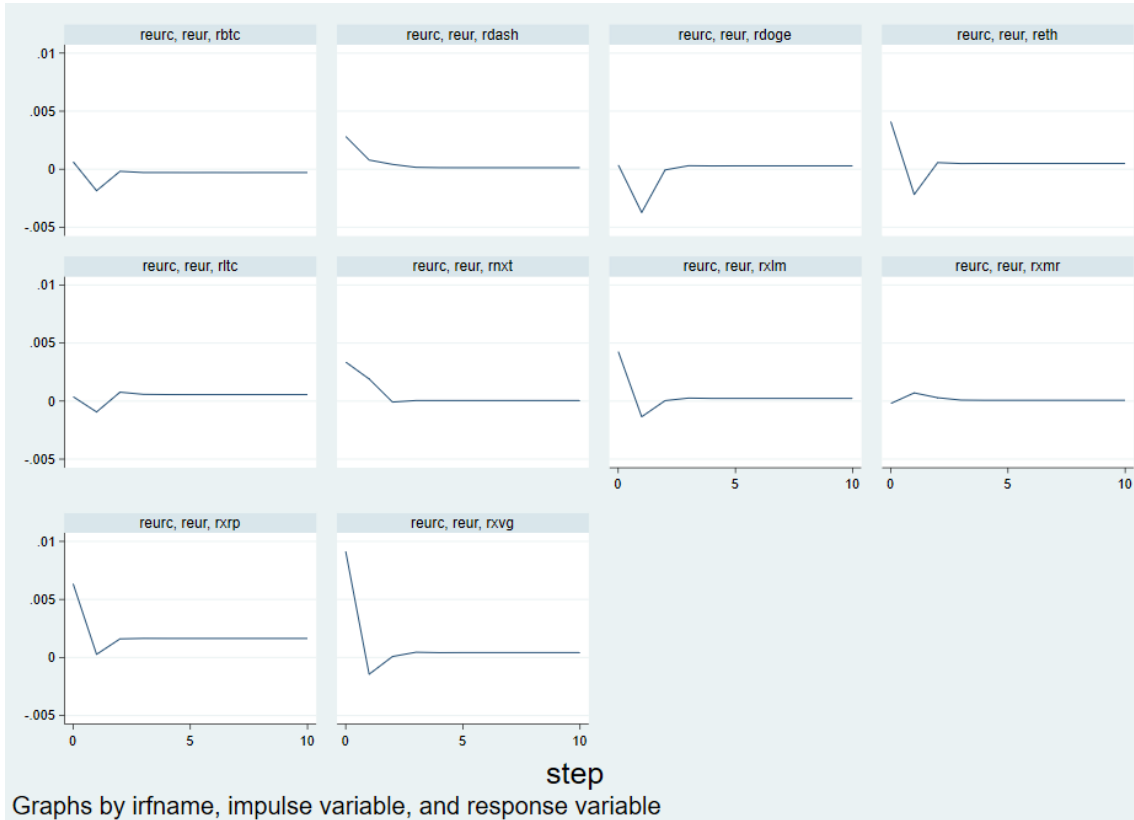 reurc, reur, rbtc
reurc, reur, rdash
reurc, reur, rdoge
reurc, reur, reth
.01
.005
0
-.005
reurc, reur, rltc
reurc, reur, rnxt
reurc, reur, rxlm
reurc, reur, rxmr
.01
.005
0
-.005
0 5 10
0 5 10
reurc, reur, rxrp
reurc, reur, rxvg
.01
.005
0
-.005
0 5 10
0 5 10
step
Graphs by irfname, impulse variable, and response variable